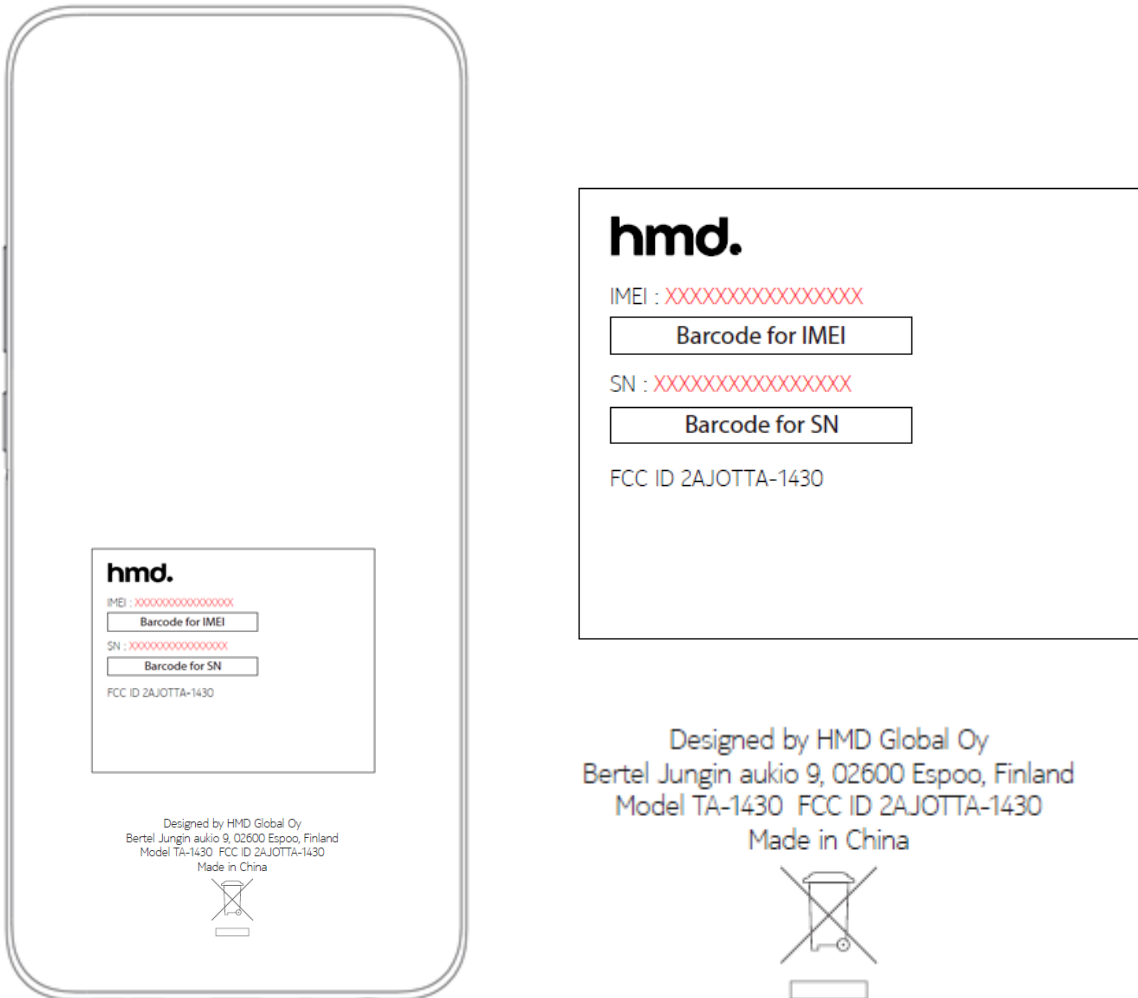 hmd.
IMEI : XXXXXXXXXXXXXXXX
Barcode for IMEI
SN : XXXXXXXXXXXXXXXX
Barcode for SN
FCC ID 2AJOTTA-1430
Designed by HMD Global Oy
Bertel Jungin aukio 9, 02600 Espoo, Finland
Model TA-1430 FCC ID 2AJOTTA-1430
Made in China
hmd.
IMEI : XXXXXXXXXXXXXXXX
Barcode for IMEI
SN : XXXXXXXXXXXXXXXX
Barcode for SN
FCC ID 2AJOTTA-1430
Designed by HMD Global Oy
Bertel Jungin aukio 9, 02600 Espoo, Finland
Model TA-1430 FCC ID 2AJOTTA-1430
Made in China